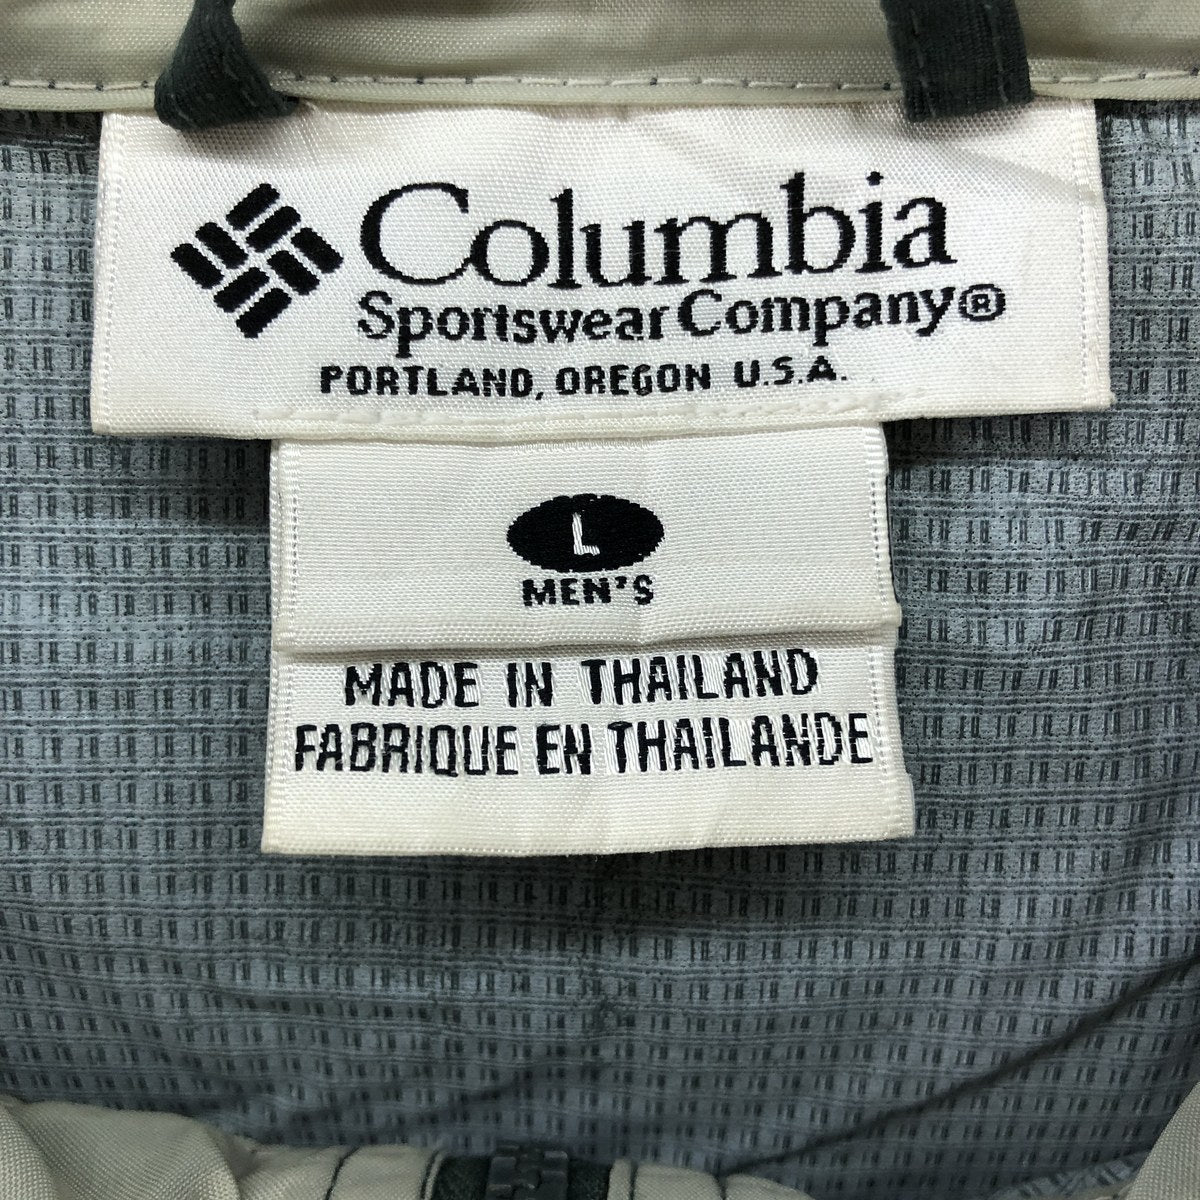 Columbia
Sportswear Company®
PORTLAND, OREGON U.S.A.
L
MEN'S
MADE IN THAILAND
FABRIQUE EN THAILANDE